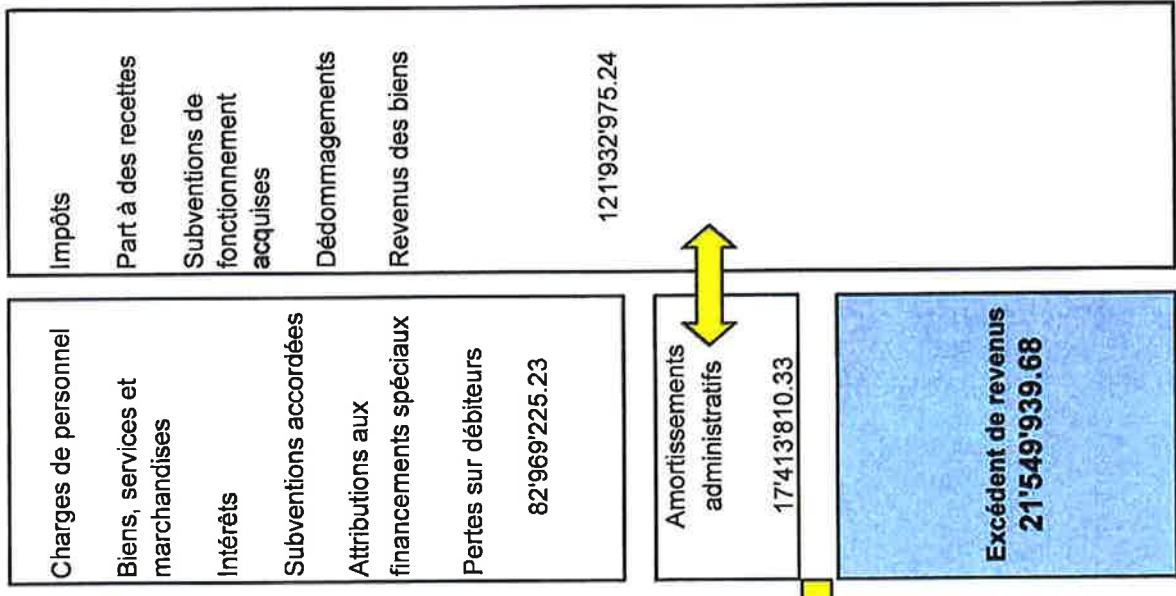 Charges de personnel
Biens, services et
marchandises
Intérêts
Subventions accordées
Attributions aux
financements spéciaux
Pertes sur débiteurs
82'969'225.23
Amortissements
administratifs
17'413'810.33
Excédent de revenus
21'549'939.68
Impôts
Part à des recettes
Subventions de
fonctionnement
acquises
Dédommagements
Revenus des biens
121'932'975.24